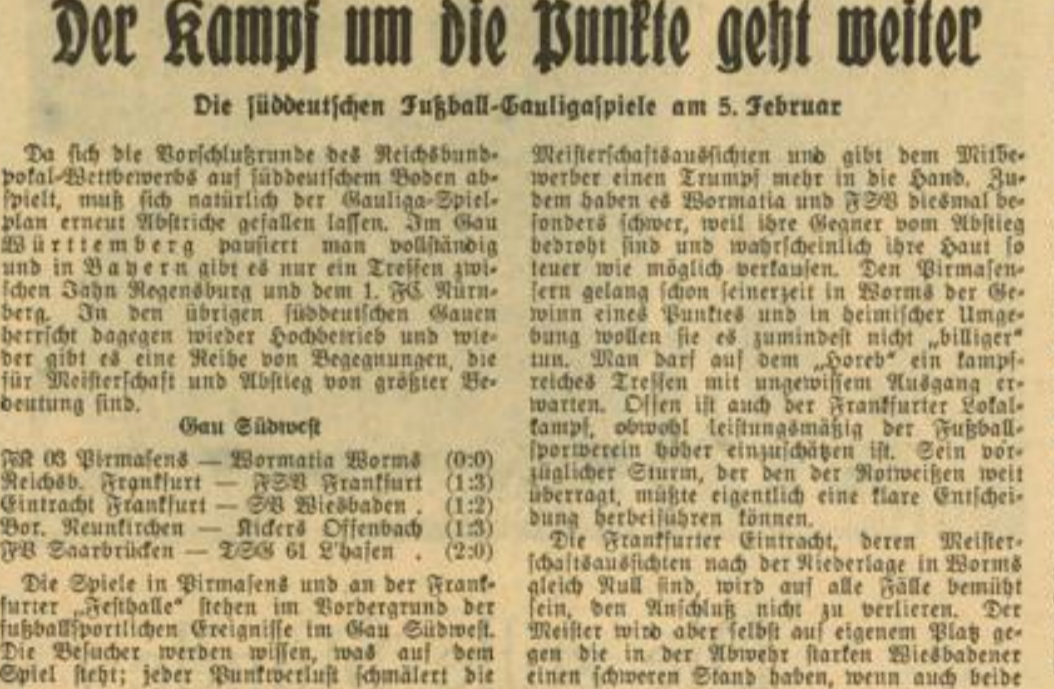 Der Kampf um die Punkte geht weiter
Die süddeutschen Fußball-Gauligaspiele am 5. Februar
Da sich die Vorschlußrunde des Reichsbund-
pokal-Wettbewerbs auf süddeutschem Boden ab-
spielt, muß sich natürlich der Gauliga-Spiel-
plan erneut Abstriche gefallen lassen. Im Gau
Württemberg pausiert man vollständig
und in Bayern gibt es nur ein Treffen zwi-
schen Jahn Regensburg und dem 1. FC Nürn-
berg. In den übrigen süddeutschen Gauen
herrscht dagegen wieder Hochbetrieb und wie-
der gibt es eine Reihe von Begegnungen, die
für Meisterschaft und Abstieg von größter Be-
deutung sind.
Gau Südwest
FK 03 Pirmasens — Wormatia Worms (0:0)
Reichsb. Frankfurt — FSV Frankfurt (1:3)
Eintracht Frankfurt — SV Wiesbaden . (1:2)
Bor. Neunkirchen — Kickers Offenbach (1:3)
FV Saarbrücken — TSG 61 L'hafen . (2:0)
Die Spiele in Pirmasens und an der Frank-
furter „Festhalle“ stehen im Vordergrund der
fußballsportlichen Ereignisse im Gau Südwest.
Die Besucher werden wissen, was auf dem
Spiel steht; jeder Punktverlust schmälert die
Meisterschaftsaussichten und gibt dem Mitbe-
werber einen Trumpf mehr in die Hand. Zu-
dem haben es Wormatia und FSV diesmal be-
sonders schwer, weil ihre Gegner vom Abstieg
bedroht sind und wahrscheinlich ihre Haut so
teuer wie möglich verkaufen. Den Pirmasen-
sern gelang schon seinerzeit in Worms der Ge-
winn eines Punktes und in heimischer Umge-
bung wollen sie es zumindest nicht „billiger“
tun. Man darf auf dem „Horeb“ ein kampf-
reiches Treffen mit ungewissem Ausgang er-
warten. Offen ist auch der Frankfurter Lokal-
kampf, obwohl leistungsmäßig der Fußball-
sportverein höher einzuschätzen ist. Sein vor-
züglicher Sturm, der den der Rotweißen weit
überragt, müßte eigentlich eine klare Entschei-
dung herbeiführen können.
Die Frankfurter Eintracht, deren Meister-
schaftsaussichten nach der Niederlage in Worms
gleich Null sind, wird auf alle Fälle bemüht
sein, den Anschluß nicht zu verlieren. Der
Meister wird aber selbst auf eigenem Platz ge-
gen die in der Abwehr starken Wiesbadener
einen schweren Stand haben, wenn auch beide